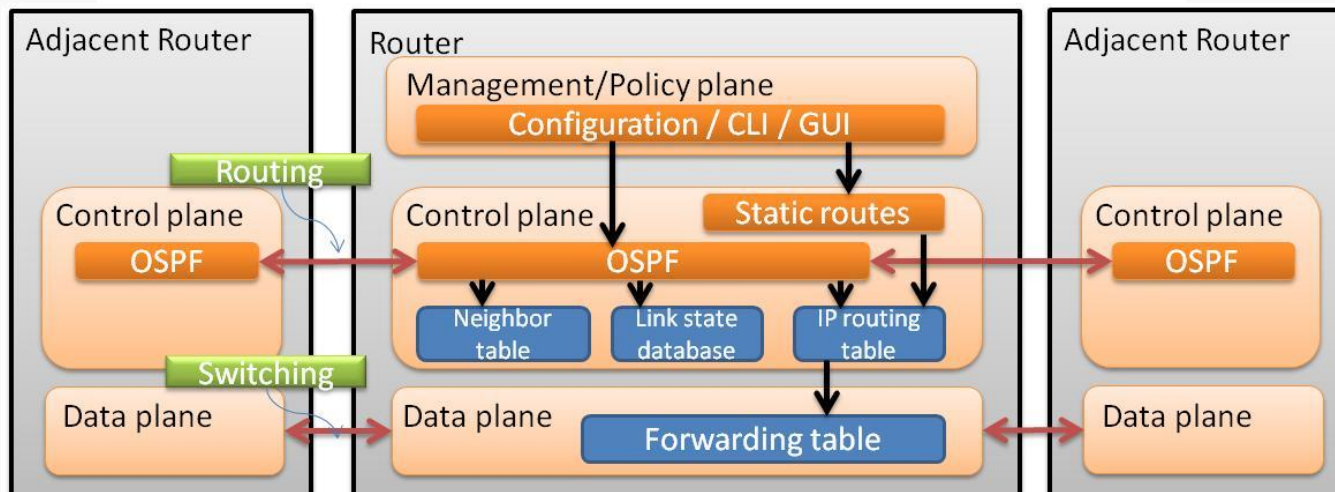 Adjacent Router
Routing
Control plane
OSPF
Switching
Data plane
Router
Management/Policy plane
Configuration / CLI / GUI
Control plane
Static routes
OSPF
Neighbor
table
Link state
database
IP routing
table
Data plane
Forwarding table
Adjacent Router
Control plane
OSPF
Data plane